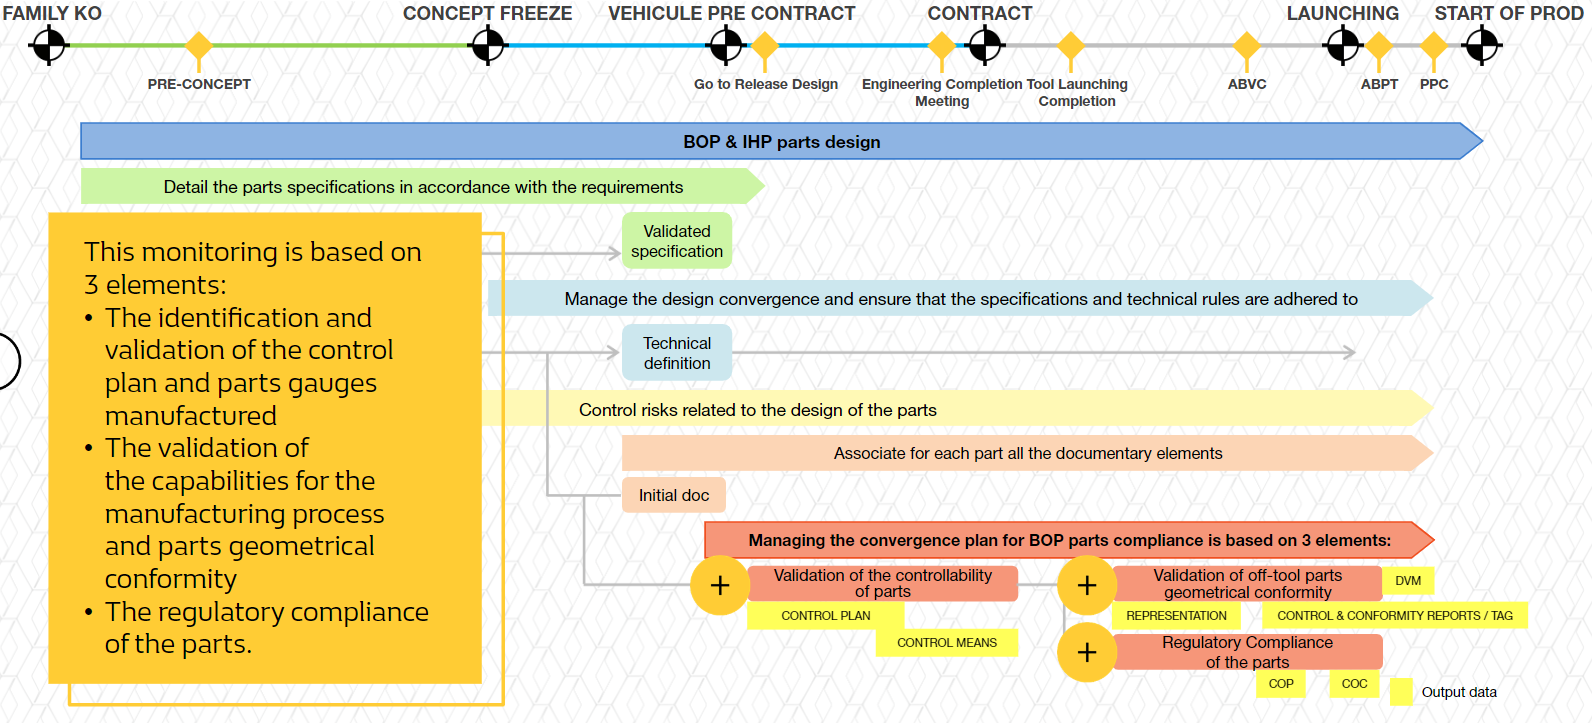 FAMILY KO
CONCEPT FREEZE
VEHICULE PRE CONTRACT
CONTRACT
LAUNCHING
START OF PROD
PRE-CONCEPT
Go to Release Design
Engineering Completion
Meeting
Tool Launching
Completion
ABVC
ABPT
PPC
BOP & IHP parts design
Detail the parts specifications in accordance with the requirements
This monitoring is based on
3 elements:
• The identification and
validation of the control
plan and parts gauges
manufactured
• The validation of
the capabilities for the
manufacturing process
and parts geometrical
conformity
• The regulatory compliance
of the parts.
Validated
specification
Manage the design convergence and ensure that the specifications and technical rules are adhered to
Technical
definition
Control risks related to the design of the parts
Associate for each part all the documentary elements
Initial doc
Managing the convergence plan for BOP parts compliance is based on 3 elements:
+
Validation of the controllability
of parts
CONTROL PLAN
CONTROL MEANS
+
Validation of off-tool parts
geometrical conformity
DVM
REPRESENTATION
CONTROL & CONFORMITY REPORTS / TAG
+
Regulatory Compliance
of the parts
COP
COC
Output data